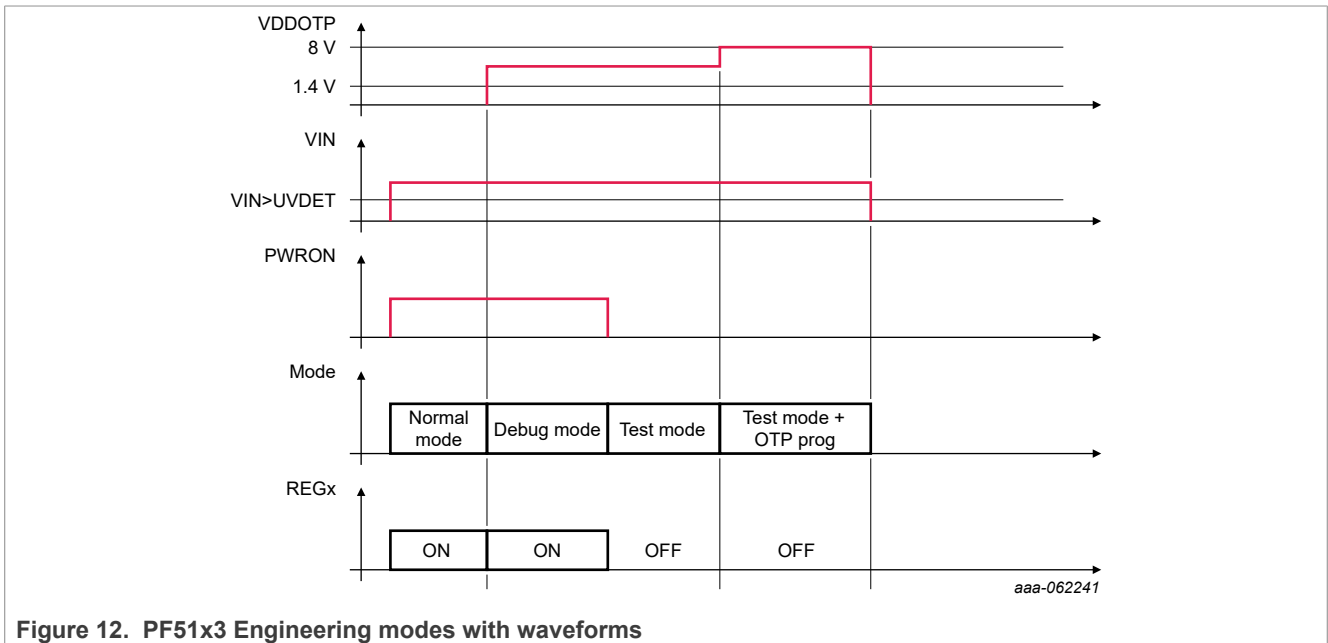 VDDOTP
8 V
1.4 V
VIN
VIN>UVDET
PWRON
Mode
Normal
mode
Debug mode
Test mode
Test mode +
OTP prog
REGx
ON
ON
OFF
OFF
aaa-062241
Figure 12. PF51x3 Engineering modes with waveforms